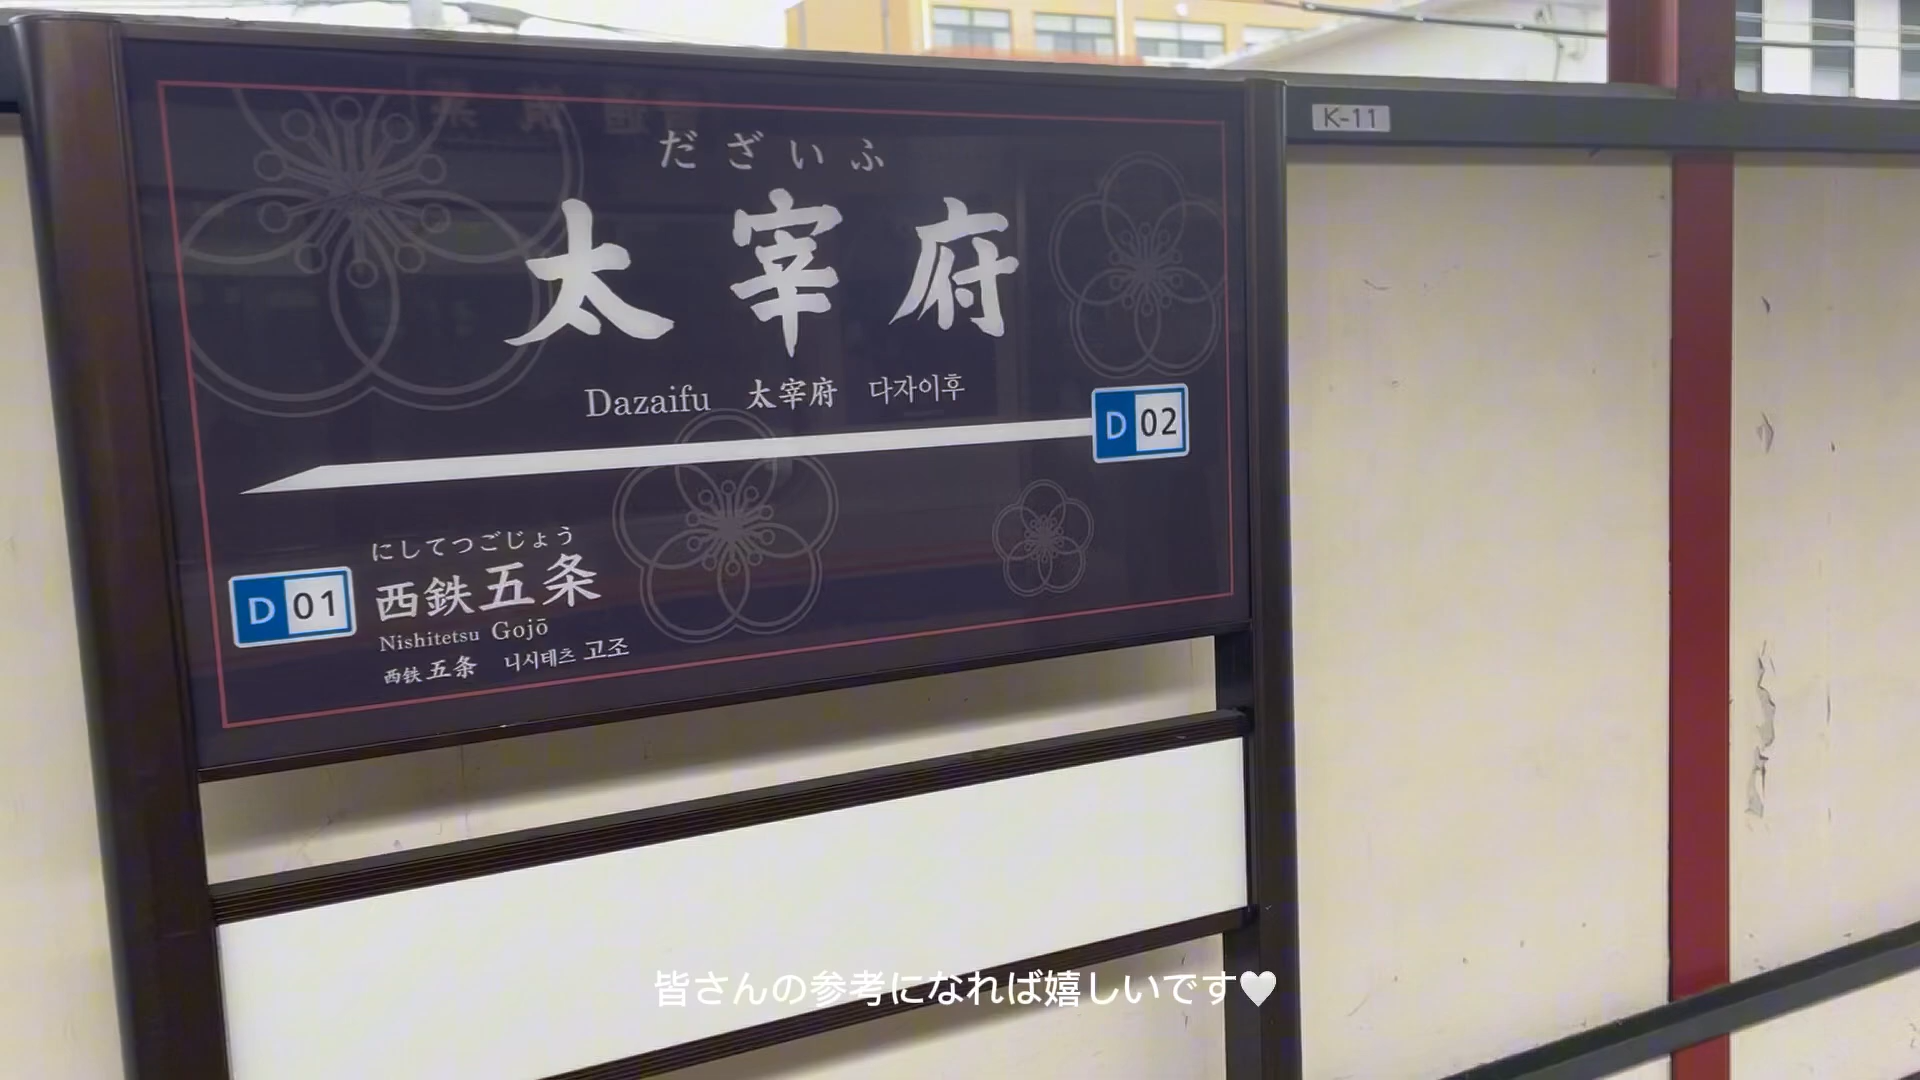 K-11
だざいふ
太宰府
Dazaifu 太宰府 다자이후
D 02
にしてつごじょう
D 01 西鉄五条
Nishitetsu Gojō
西铁五条 니시테츠 고조
皆さんの参考になれば嬉しいです♥